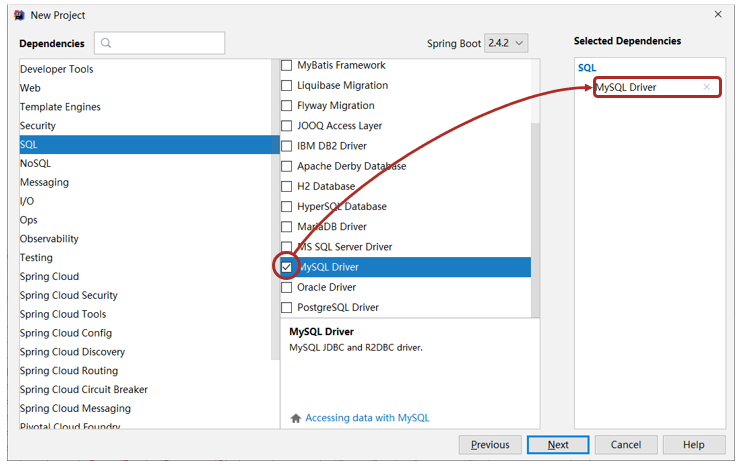 New Project
Dependencies
Spring Boot 2.4.2
Selected Dependencies
Developer Tools
Web
Template Engines
Security
SQL
NoSQL
Messaging
I/O
Ops
Observability
Testing
Spring Cloud
Spring Cloud Security
Spring Cloud Tools
Spring Cloud Config
Spring Cloud Discovery
Spring Cloud Routing
Spring Cloud Circuit Breaker
Spring Cloud Messaging
Pivotal Cloud Foundry
MyBatis Framework
Liquibase Migration
Flyway Migration
JOOQ Access Layer
IBM DB2 Driver
Apache Derby Database
H2 Database
HyperSQL Database
MariaDB Driver
MS SQL Server Driver
MySQL Driver
Oracle Driver
PostgreSQL Driver
MySQL Driver
MySQL JDBC and R2DBC driver.
Accessing data with MySQL
SQL
MySQL Driver
Previous
Next
Cancel
Help